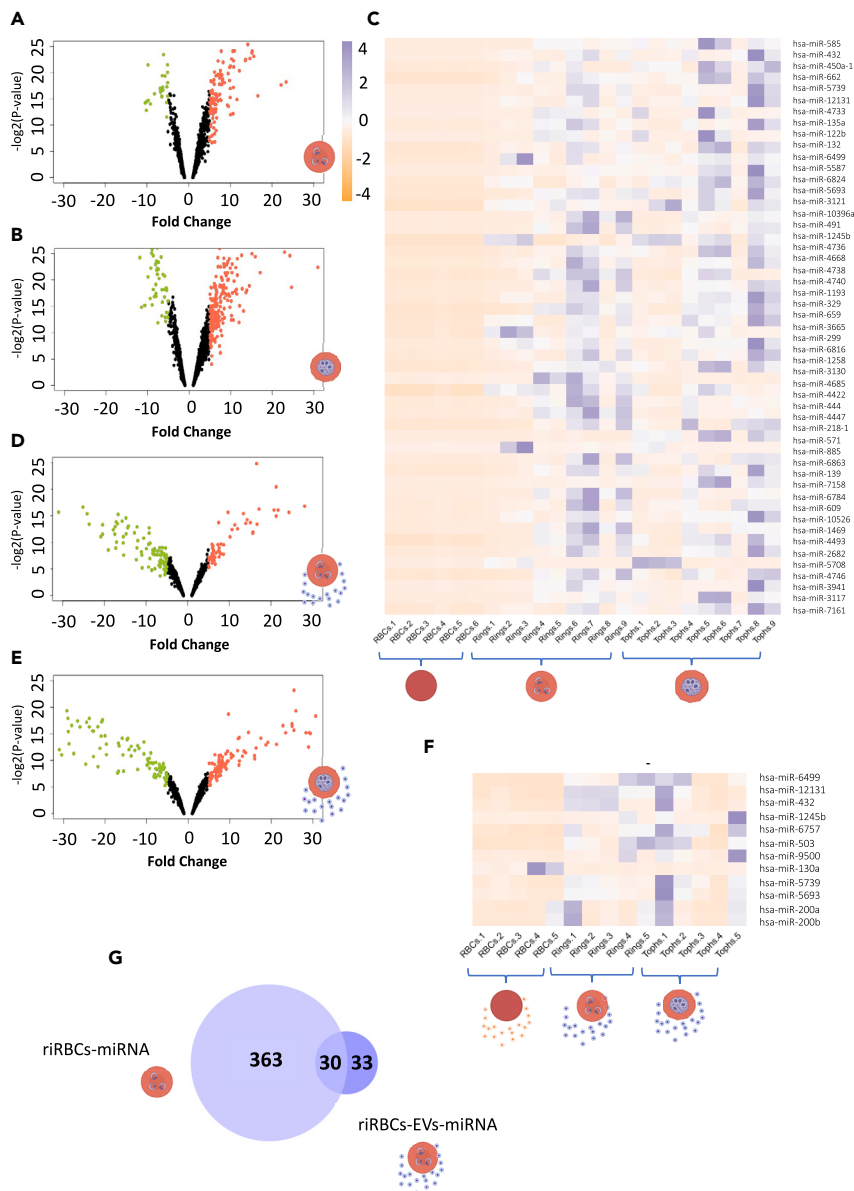 A
25
20
15
10
5
0
-log2(P-value)
-30 -20 -10 0 10 20 30
Fold Change
4
2
0
-2
-4
B
25
20
15
10
5
0
-log2(P-value)
-30 -20 -10 0 10 20 30
Fold Change
D
25
20
15
10
5
0
-log2(P-value)
-30 -20 -10 0 10 20 30
Fold Change
E
25
20
15
10
5
0
-log2(P-value)
-30 -20 -10 0 10 20 30
Fold Change
C
hsa-miR-585
hsa-miR-432
hsa-miR-450a-1
hsa-miR-662
hsa-miR-5739
hsa-miR-12131
hsa-miR-4733
hsa-miR-135a
hsa-miR-122b
hsa-miR-132
hsa-miR-6499
hsa-miR-5587
hsa-miR-6824
hsa-miR-5693
hsa-miR-3121
hsa-miR-10396a
hsa-miR-491
hsa-miR-1245b
hsa-miR-4736
hsa-miR-4668
hsa-miR-4738
hsa-miR-4740
hsa-miR-1193
hsa-miR-329
hsa-miR-659
hsa-miR-3665
hsa-miR-299
hsa-miR-6816
hsa-miR-1258
hsa-miR-3130
hsa-miR-4685
hsa-miR-4422
hsa-miR-444
hsa-miR-4447
hsa-miR-218-1
hsa-miR-571
hsa-miR-885
hsa-miR-6863
hsa-miR-139
hsa-miR-7158
hsa-miR-6784
hsa-miR-609
hsa-miR-10526
hsa-miR-1469
hsa-miR-4493
hsa-miR-2682
hsa-miR-5708
hsa-miR-4746
hsa-miR-3941
hsa-miR-3117
hsa-miR-7161
RBCs.1 RBCs.2 RBCs.3 RBCs.4 RBCs.5 RBCs.6 Rings.1 Rings.2 Rings.3 Rings.4 Rings.5 Rings.6 Rings.7 Rings.8 Rings.9 Tophs.1 Tophs.2 Tophs.3 Tophs.4 Tophs.5 Tophs.6 Tophs.7 Tophs.8 Tophs.9
F
-
hsa-miR-6499
hsa-miR-12131
hsa-miR-432
hsa-miR-1245b
hsa-miR-6757
hsa-miR-503
hsa-miR-9500
hsa-miR-130a
hsa-miR-5739
hsa-miR-5693
hsa-miR-200a
hsa-miR-200b
RBCs.1 RBCs.2 RBCs.3 RBCs.4 RBCs.5 Rings.1 Rings.2 Rings.3 Rings.4 Rings.5 Tophs.1 Tophs.2 Tophs.3 Tophs.4 Tophs.5
G
riRBCs-miRNA
363 30 33
riRBCs-EVs-miRNA